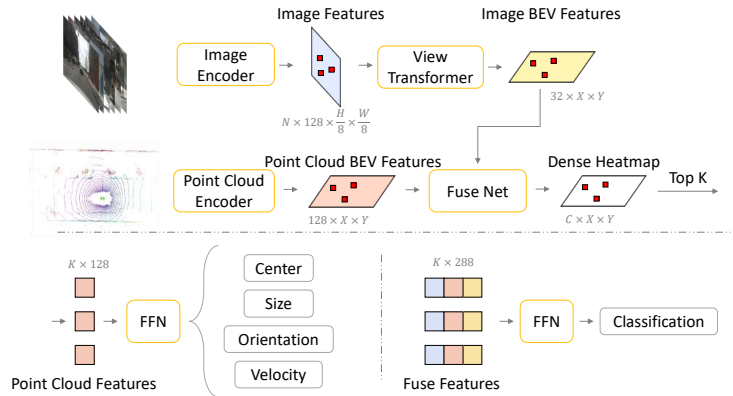 Image Features
Image BEV Features
Image
Encoder
View
Transformer
N × 128 × H/8 × W/8
32 × X × Y
Point Cloud BEV Features
Dense Heatmap
Point Cloud
Encoder
Fuse Net
Top K
128 × X × Y
C × X × Y
K × 128
K × 288
Center
Size
FFN
Orientation
Velocity
FFN
Classification
Point Cloud Features
Fuse Features